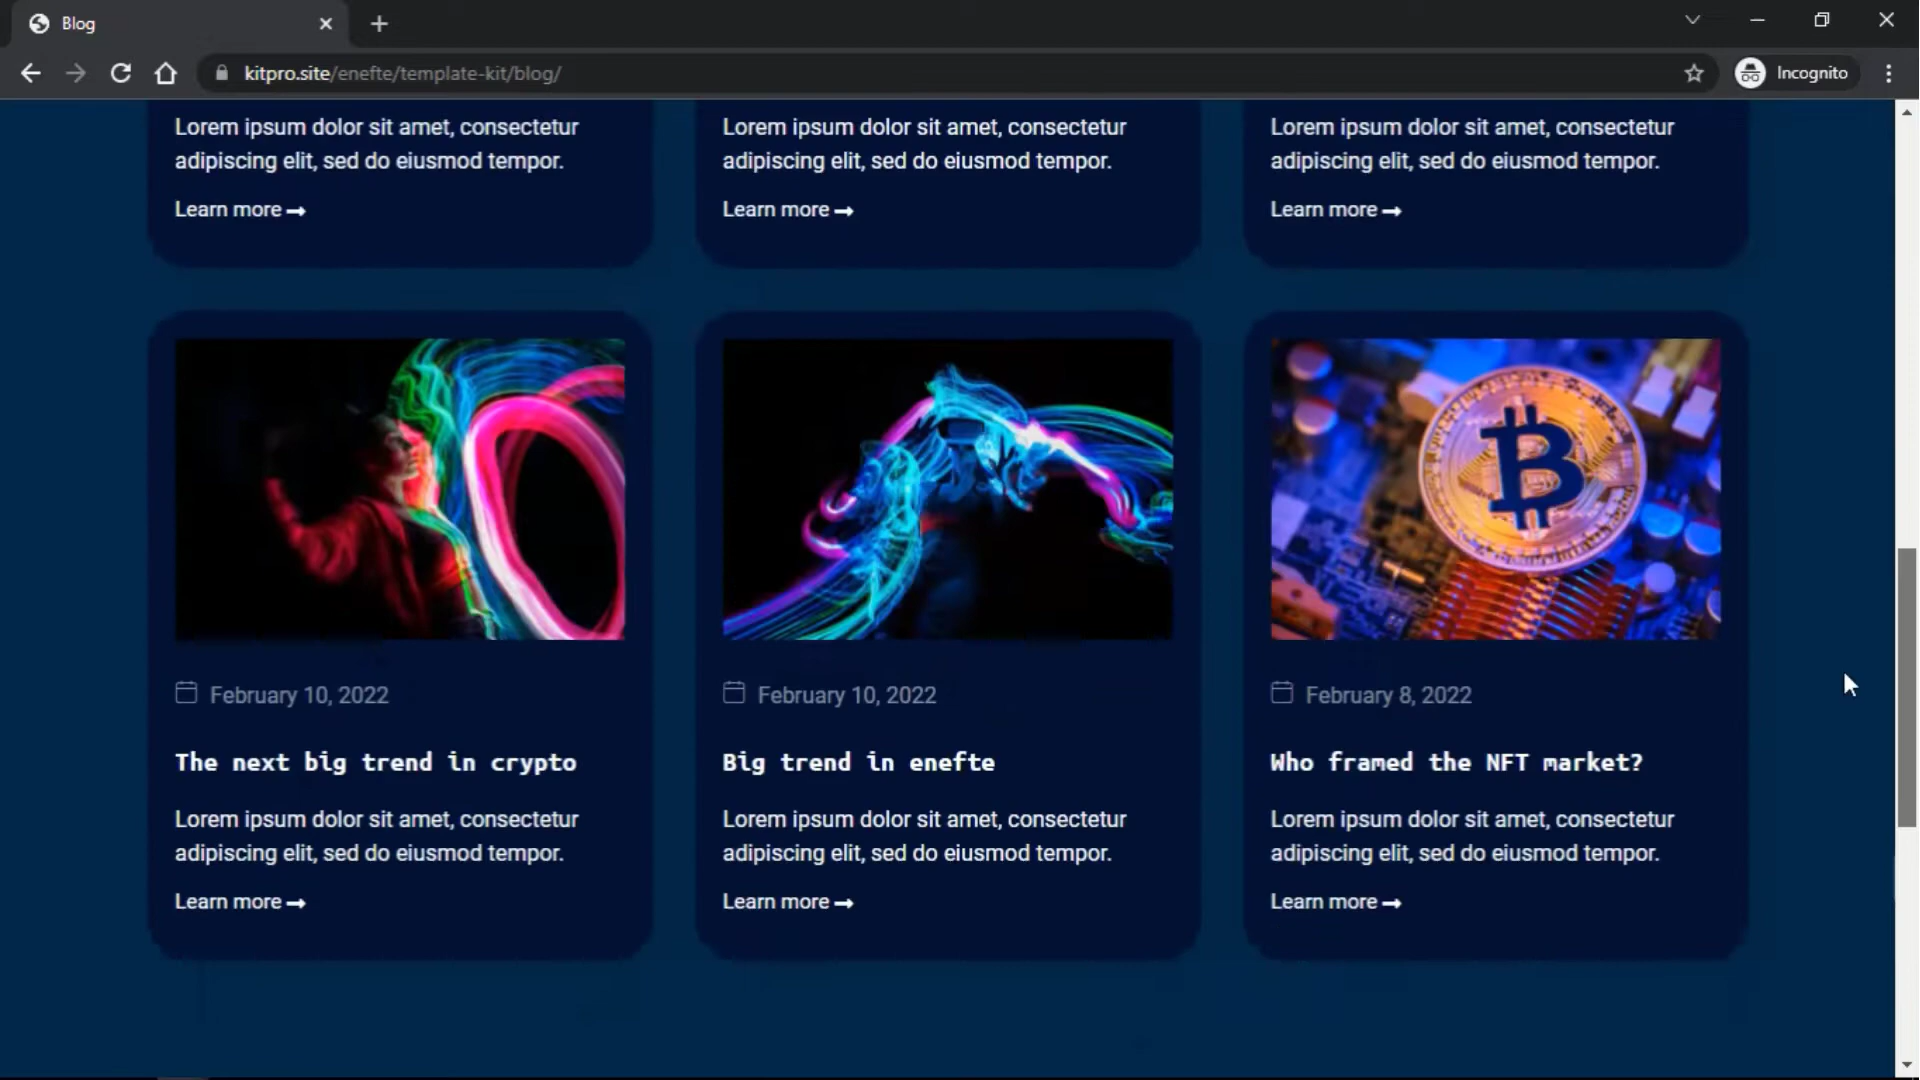 Blog
kitpro.site/enefte/template-kit/blog/
Incognito
Lorem ipsum dolor sit amet, consectetur
adipiscing elit, sed do eiusmod tempor.
Learn more
Lorem ipsum dolor sit amet, consectetur
adipiscing elit, sed do eiusmod tempor.
Learn more
Lorem ipsum dolor sit amet, consectetur
adipiscing elit, sed do eiusmod tempor.
Learn more
February 10, 2022
The next big trend in crypto
Lorem ipsum dolor sit amet, consectetur
adipiscing elit, sed do eiusmod tempor.
Learn more
February 10, 2022
Big trend in enefte
Lorem ipsum dolor sit amet, consectetur
adipiscing elit, sed do eiusmod tempor.
Learn more
February 8, 2022
Who framed the NFT market?
Lorem ipsum dolor sit amet, consectetur
adipiscing elit, sed do eiusmod tempor.
Learn more